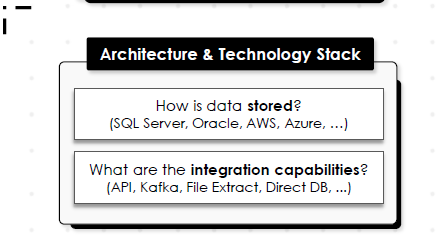 Architecture & Technology Stack
How is data stored?
(SQL Server, Oracle, AWS, Azure, ...)
What are the integration capabilities?
(API, Kafka, File Extract, Direct DB, ...)